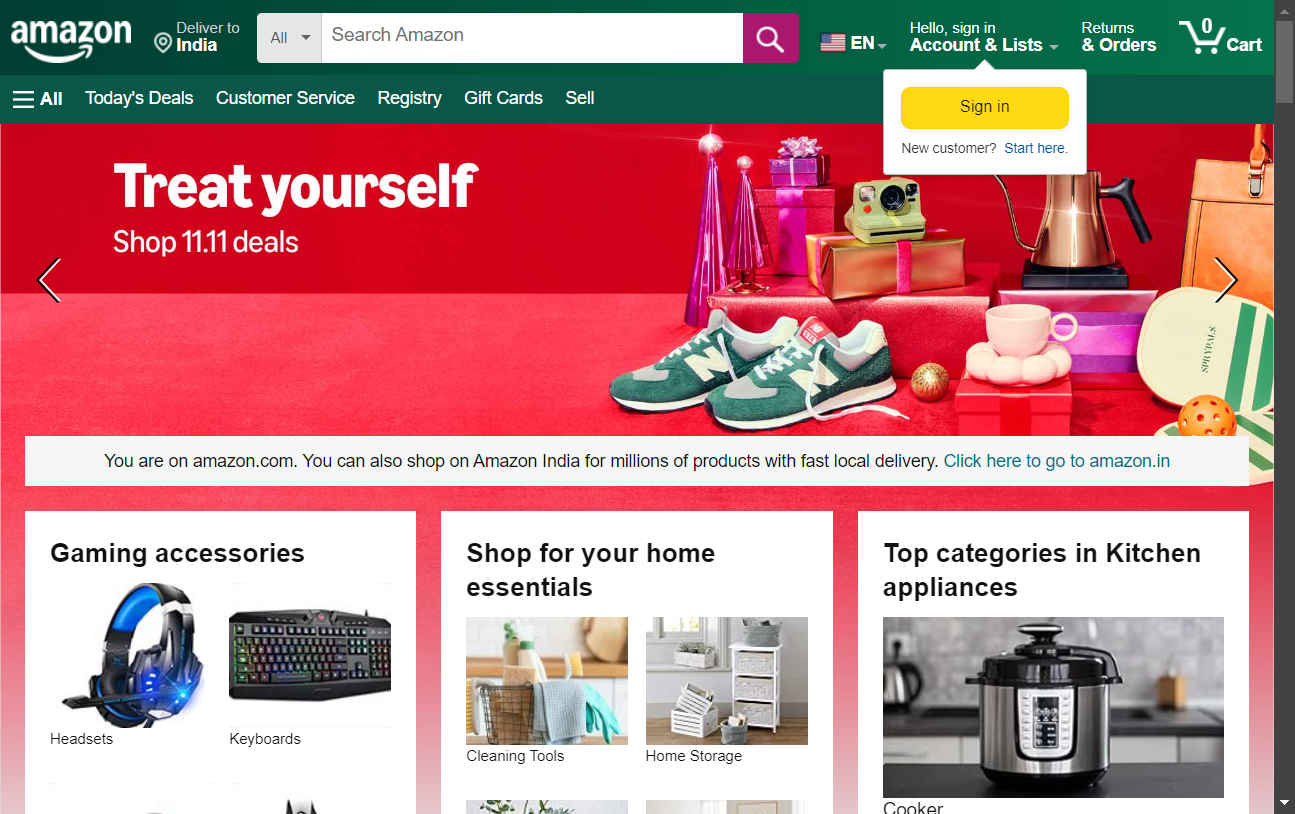 amazon
Deliver to
India
All
Search Amazon
EN
Hello, sign in
Account & Lists
Returns
& Orders
0
Cart
All
Today's Deals
Customer Service
Registry
Gift Cards
Sell
Sign in
New customer? Start here.
Treat yourself
Shop 11.11 deals
SPRYPALS
You are on amazon.com. You can also shop on Amazon India for millions of products with fast local delivery. Click here to go to amazon.in
Gaming accessories
Headsets
Keyboards
Shop for your home
essentials
Cleaning Tools
Home Storage
Top categories in Kitchen
appliances
Cooker